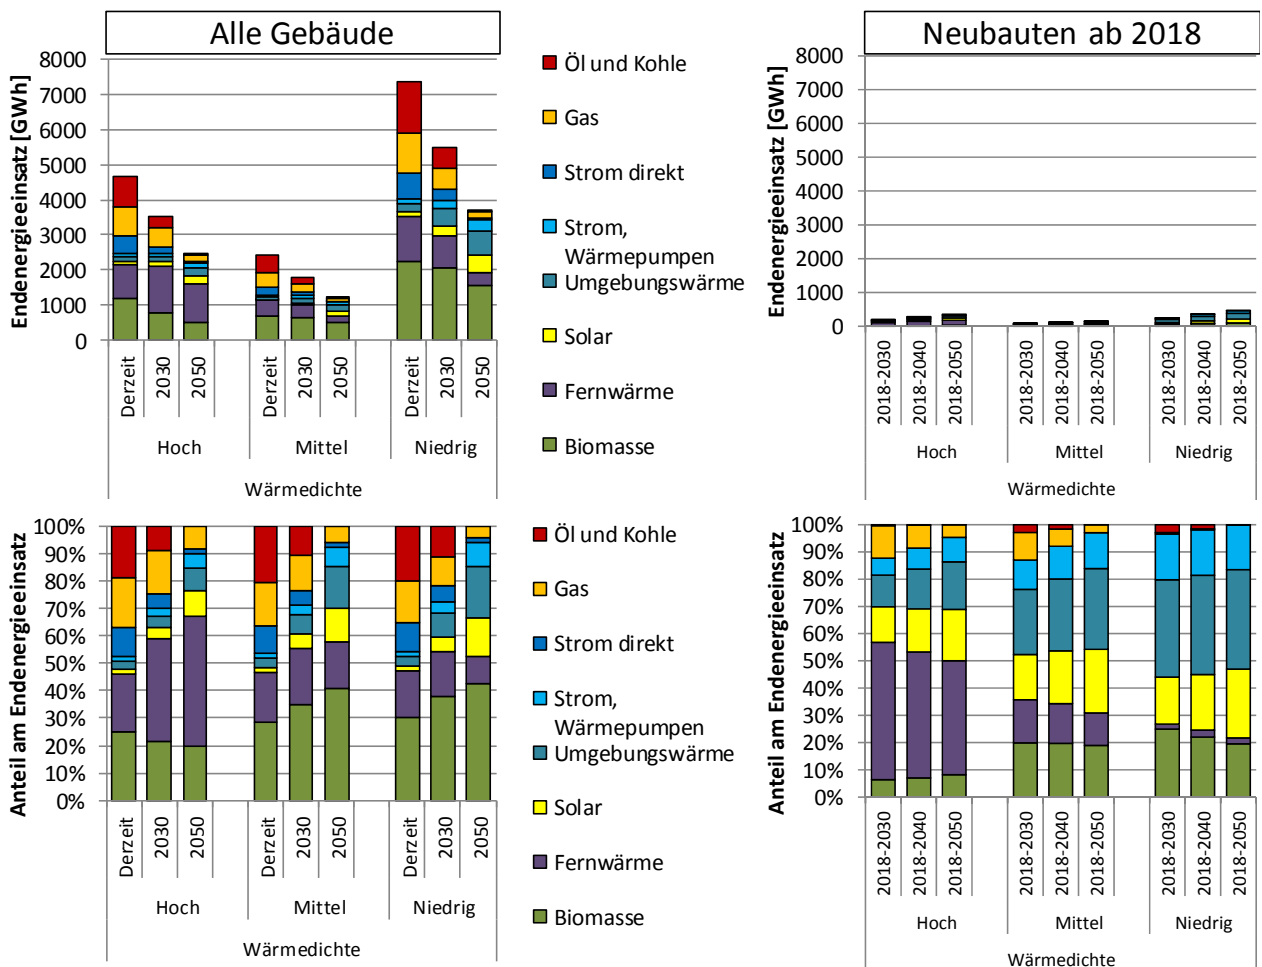 Alle Gebäude
Endenergieeinsatz [GWh]
8000
7000
6000
5000
4000
3000
2000
1000
0
Derzeit
2030
2050
Derzeit
2030
2050
Derzeit
2030
2050
Hoch
Mittel
Niedrig
Wärmedichte
Öl und Kohle
Gas
Strom direkt
Strom,
Wärmepumpen
Umgebungswärme
Solar
Fernwärme
Biomasse
Neubauten ab 2018
Endenergieeinsatz [GWh]
8000
7000
6000
5000
4000
3000
2000
1000
0
2018-2030
2018-2040
2018-2050
2018-2030
2018-2040
2018-2050
2018-2030
2018-2040
2018-2050
Hoch
Mittel
Niedrig
Wärmedichte
Anteil am Endenergieeinsatz
100%
90%
80%
70%
60%
50%
40%
30%
20%
10%
0%
Derzeit
2030
2050
Derzeit
2030
2050
Derzeit
2030
2050
Hoch
Mittel
Niedrig
Wärmedichte
Öl und Kohle
Gas
Strom direkt
Strom,
Wärmepumpen
Umgebungswärme
Solar
Fernwärme
Biomasse
Anteil am Endenergieeinsatz
100%
90%
80%
70%
60%
50%
40%
30%
20%
10%
0%
2018-2030
2018-2040
2018-2050
2018-2030
2018-2040
2018-2050
2018-2030
2018-2040
2018-2050
Hoch
Mittel
Niedrig
Wärmedichte